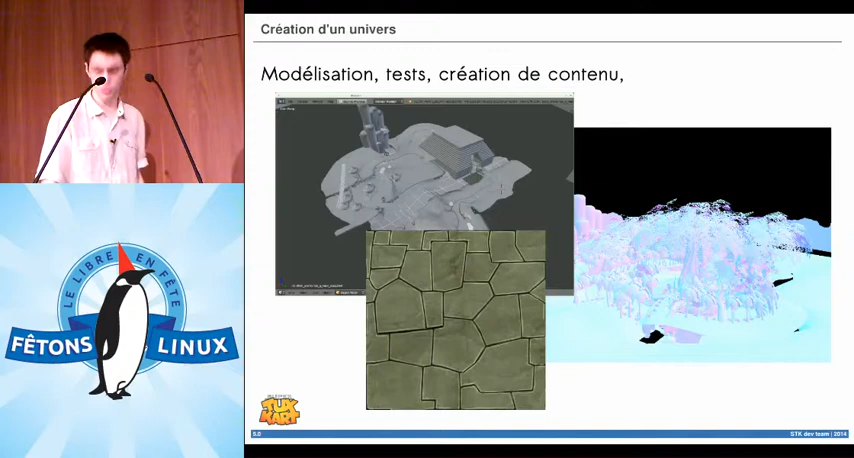 Création d'un univers
Modélisation, tests, création de contenu,
LE LIBRE EN FÊTE
FÊTONS LINUX
TUX
KART
5.0
STK dev team | 2014